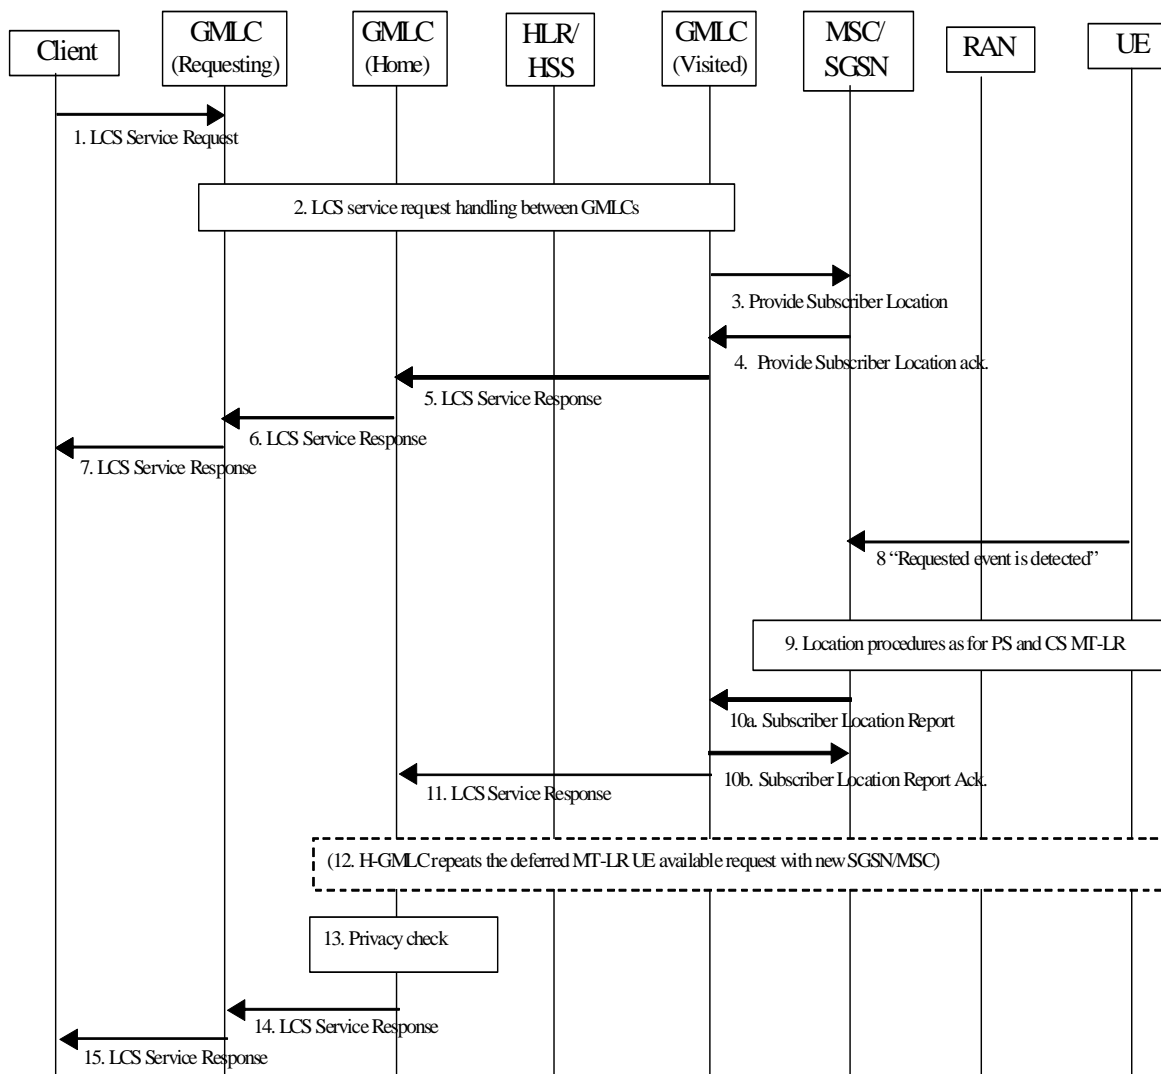 Client
GMLC
(Requesting)
GMLC
(Home)
HLR/
HSS
GMLC
(Visited)
MSC/
SGSN
RAN
UE
1. LCS Service Request
2. LCS service request handling between GMLCs
3. Provide Subscriber Location
4. Provide Subscriber Location ack.
5. LCS Service Response
6. LCS Service Response
7. LCS Service Response
8 “Requested event is detected”
9. Location procedures as for PS and CS MT-LR
10a. Subscriber Location Report
10b. Subscriber Location Report Ack.
11. LCS Service Response
(12. H-GMLC repeats the deferred MT-LR UE available request with new SGSN/MSC)
13. Privacy check
14. LCS Service Response
15. LCS Service Response